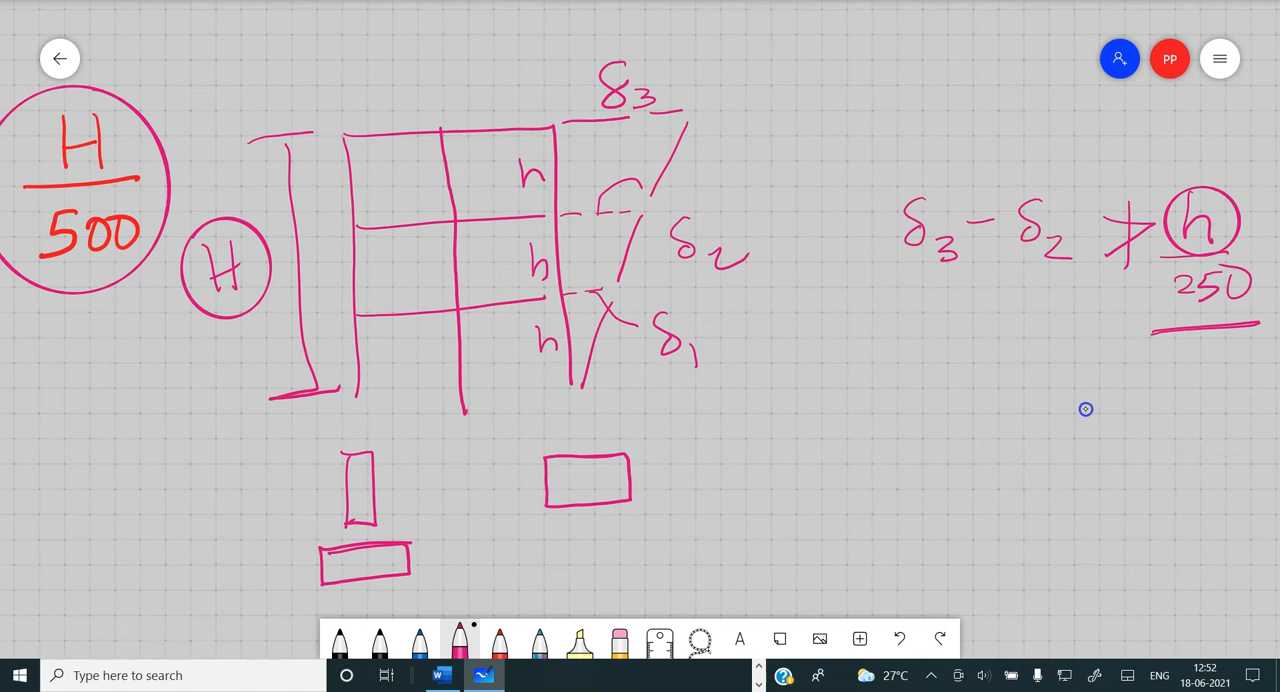 PP
H
500
H
δ3
h
h
h
δ2
δ1
δ3 - δ2 ≯ h
250
A
Type here to search
W
27°C
ENG
12:52
18-06-2021